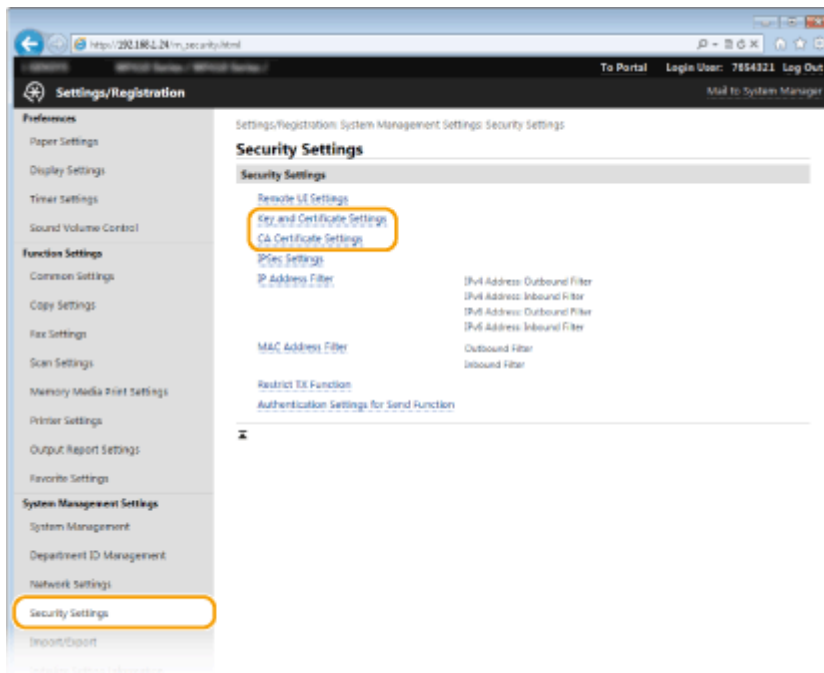 http://192.168.1.24/m_security.html
To Portal Login User: 7654321 Log Out
Settings/Registration
Mail to System Manager
Preferences
Paper Settings
Display Settings
Timer Settings
Sound Volume Control
Function Settings
Common Settings
Copy Settings
Fax Settings
Scan Settings
Memory Media Print Settings
Printer Settings
Output Report Settings
Favorite Settings
System Management Settings
System Management
Department ID Management
Network Settings
Security Settings
Import/Export
Settings/Registration: System Management Settings: Security Settings
Security Settings
Security Settings
Remote UI Settings
Key and Certificate Settings
CA Certificate Settings
IPSec Settings
IP Address Filter
IPv4 Address: Outbound Filter
IPv4 Address: Inbound Filter
IPv6 Address: Outbound Filter
IPv6 Address: Inbound Filter
MAC Address Filter
Outbound Filter
Inbound Filter
Restrict TX Function
Authentication Settings for Send Function